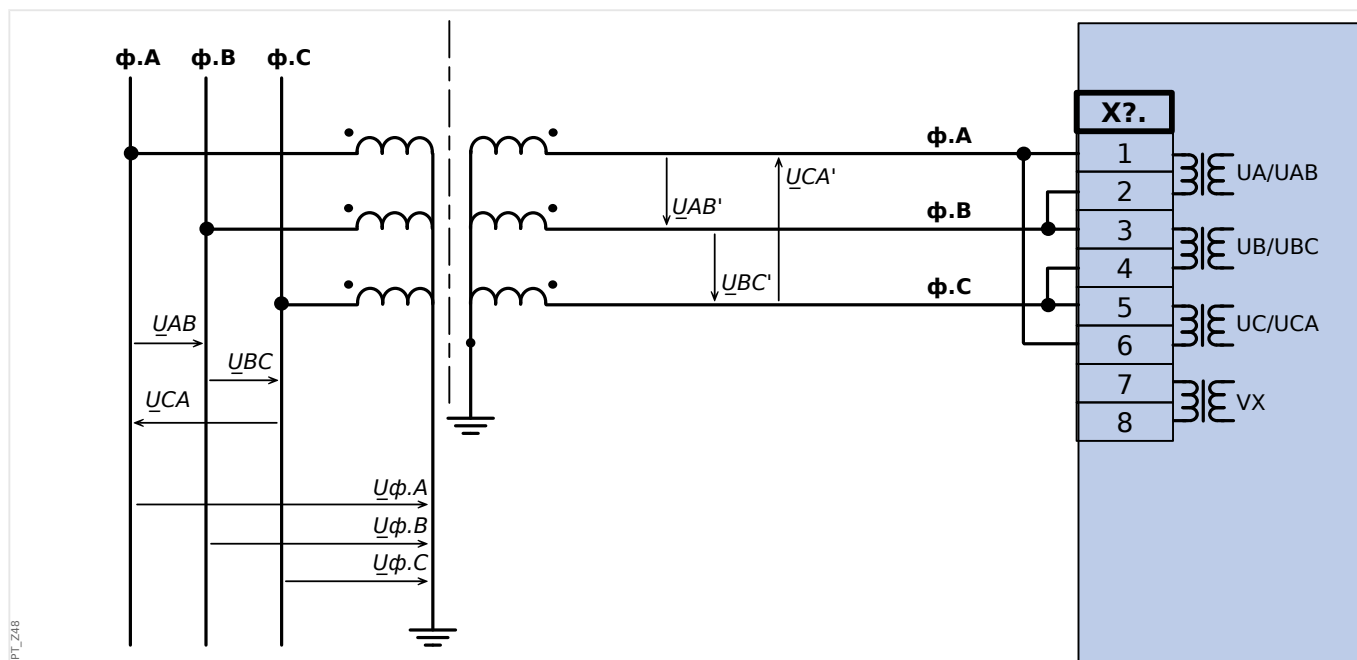 ф.A ф.B ф.C
X?.
ф.A
1
UA/UAB
UCA'
2
UAB'
ф.B
3
UB/UBC
4
UBC'
ф.C
5
UC/UCA
UAB
6
UBC
7
UCA
VX
8
Uф.A
Uф.B
Uф.C
PT_Z48